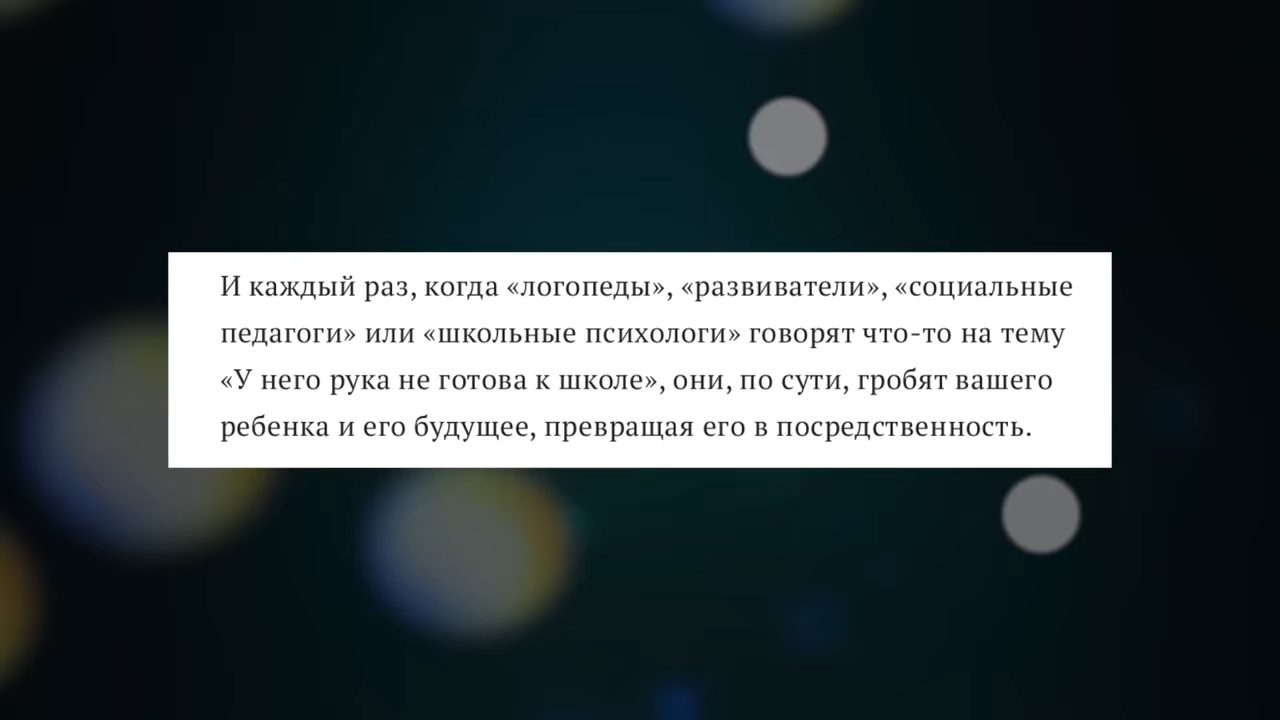 И каждый раз, когда «логопеды», «развиватели», «социальные
педагоги» или «школьные психологи» говорят что-то на тему
«У него рука не готова к школе», они, по сути, гробят вашего
ребенка и его будущее, превращая его в посредственность.